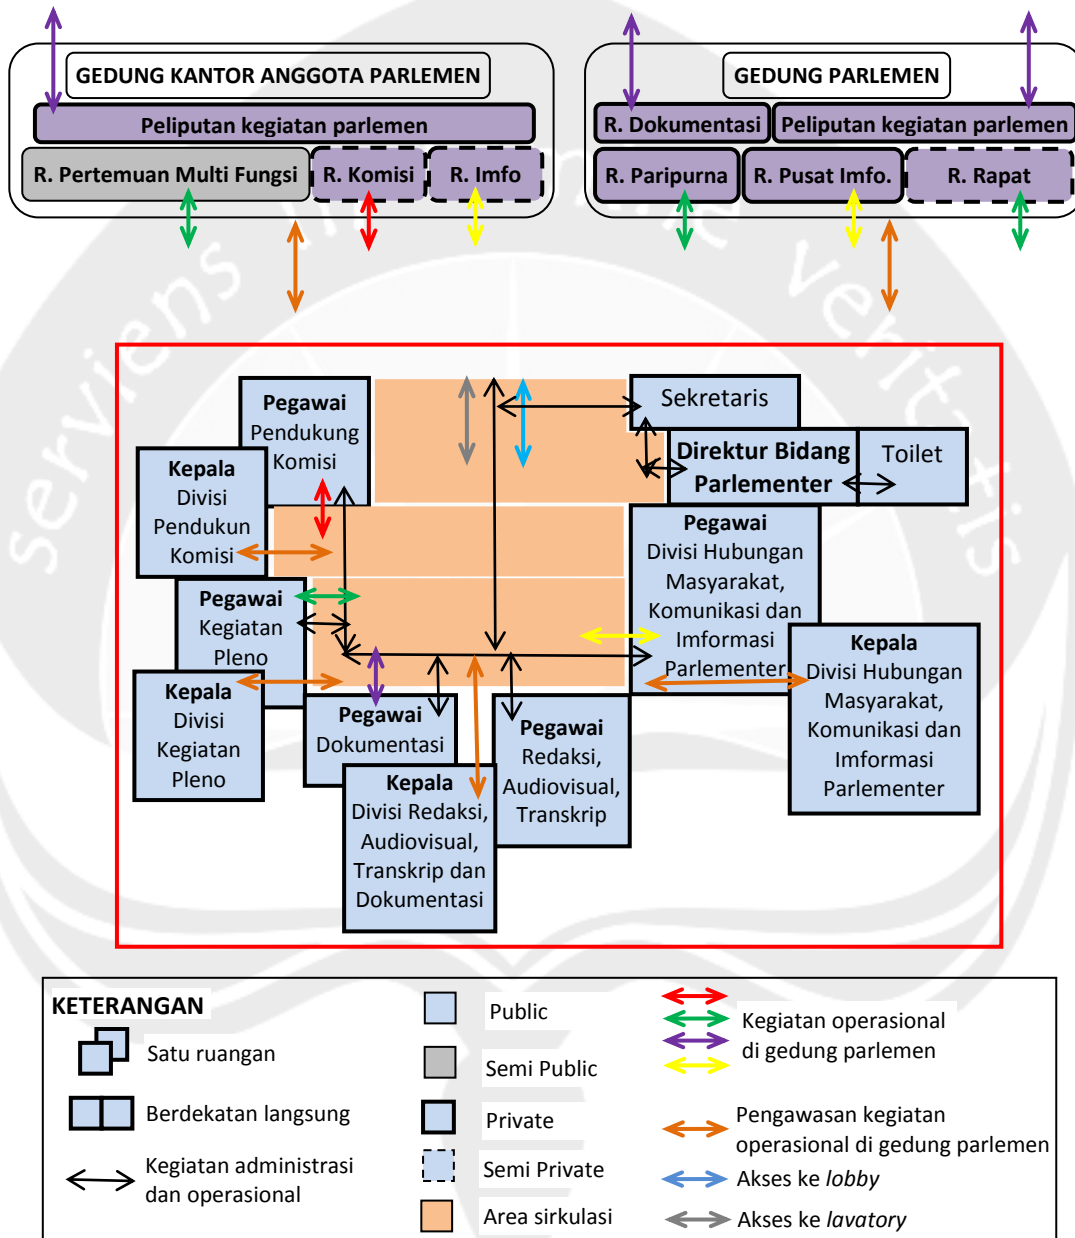 GEDUNG KANTOR ANGGOTA PARLEMEN
Peliputan kegiatan parlemen
R. Pertemuan Multi Fungsi
R. Komisi
R. Imfo
GEDUNG PARLEMEN
R. Dokumentasi
Peliputan kegiatan parlemen
R. Paripurna
R. Pusat Imfo.
R. Rapat
serviens in lumine veritatis
Pegawai
Pendukung
Komisi
Kepala
Divisi
Pendukun
Komisi
Pegawai
Kegiatan
Pleno
Kepala
Divisi
Kegiatan
Pleno
Pegawai
Dokumentasi
Kepala
Divisi Redaksi,
Audiovisual,
Transkrip dan
Dokumentasi
Pegawai
Redaksi,
Audiovisual,
Transkrip
Sekretaris
Direktur Bidang
Parlementer
Toilet
Pegawai
Divisi Hubungan
Masyarakat,
Komunikasi dan
Imformasi
Parlementer
Kepala
Divisi Hubungan
Masyarakat,
Komunikasi dan
Imformasi
Parlementer
KETERANGAN
Satu ruangan
Berdekatan langsung
Kegiatan administrasi
dan operasional
Public
Semi Public
Private
Semi Private
Area sirkulasi
Kegiatan operasional
di gedung parlemen
Pengawasan kegiatan
operasional di gedung parlemen
Akses ke lobby
Akses ke lavatory